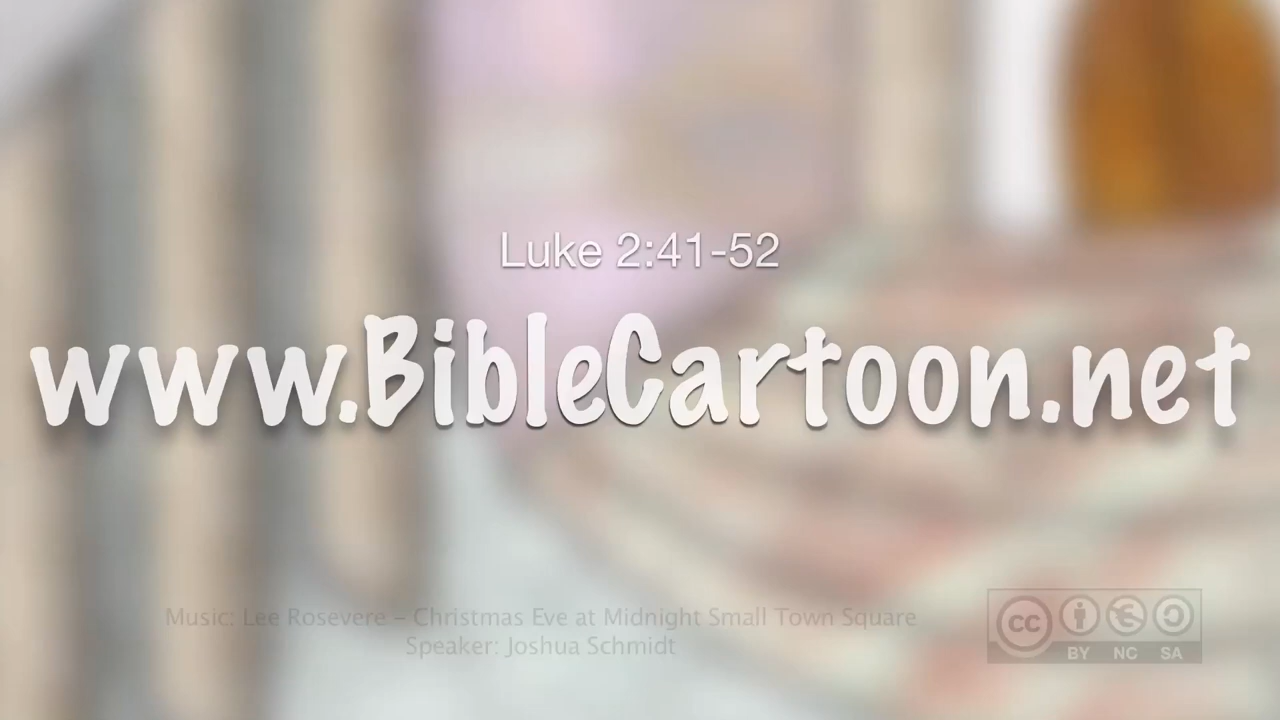 Luke 2:41-52
www.BibleCartoon.net
Music: Lee Rosevere – Christmas Eve at Midnight Small Town Square
Speaker: Joshua Schmidt
cc
BY NC SA